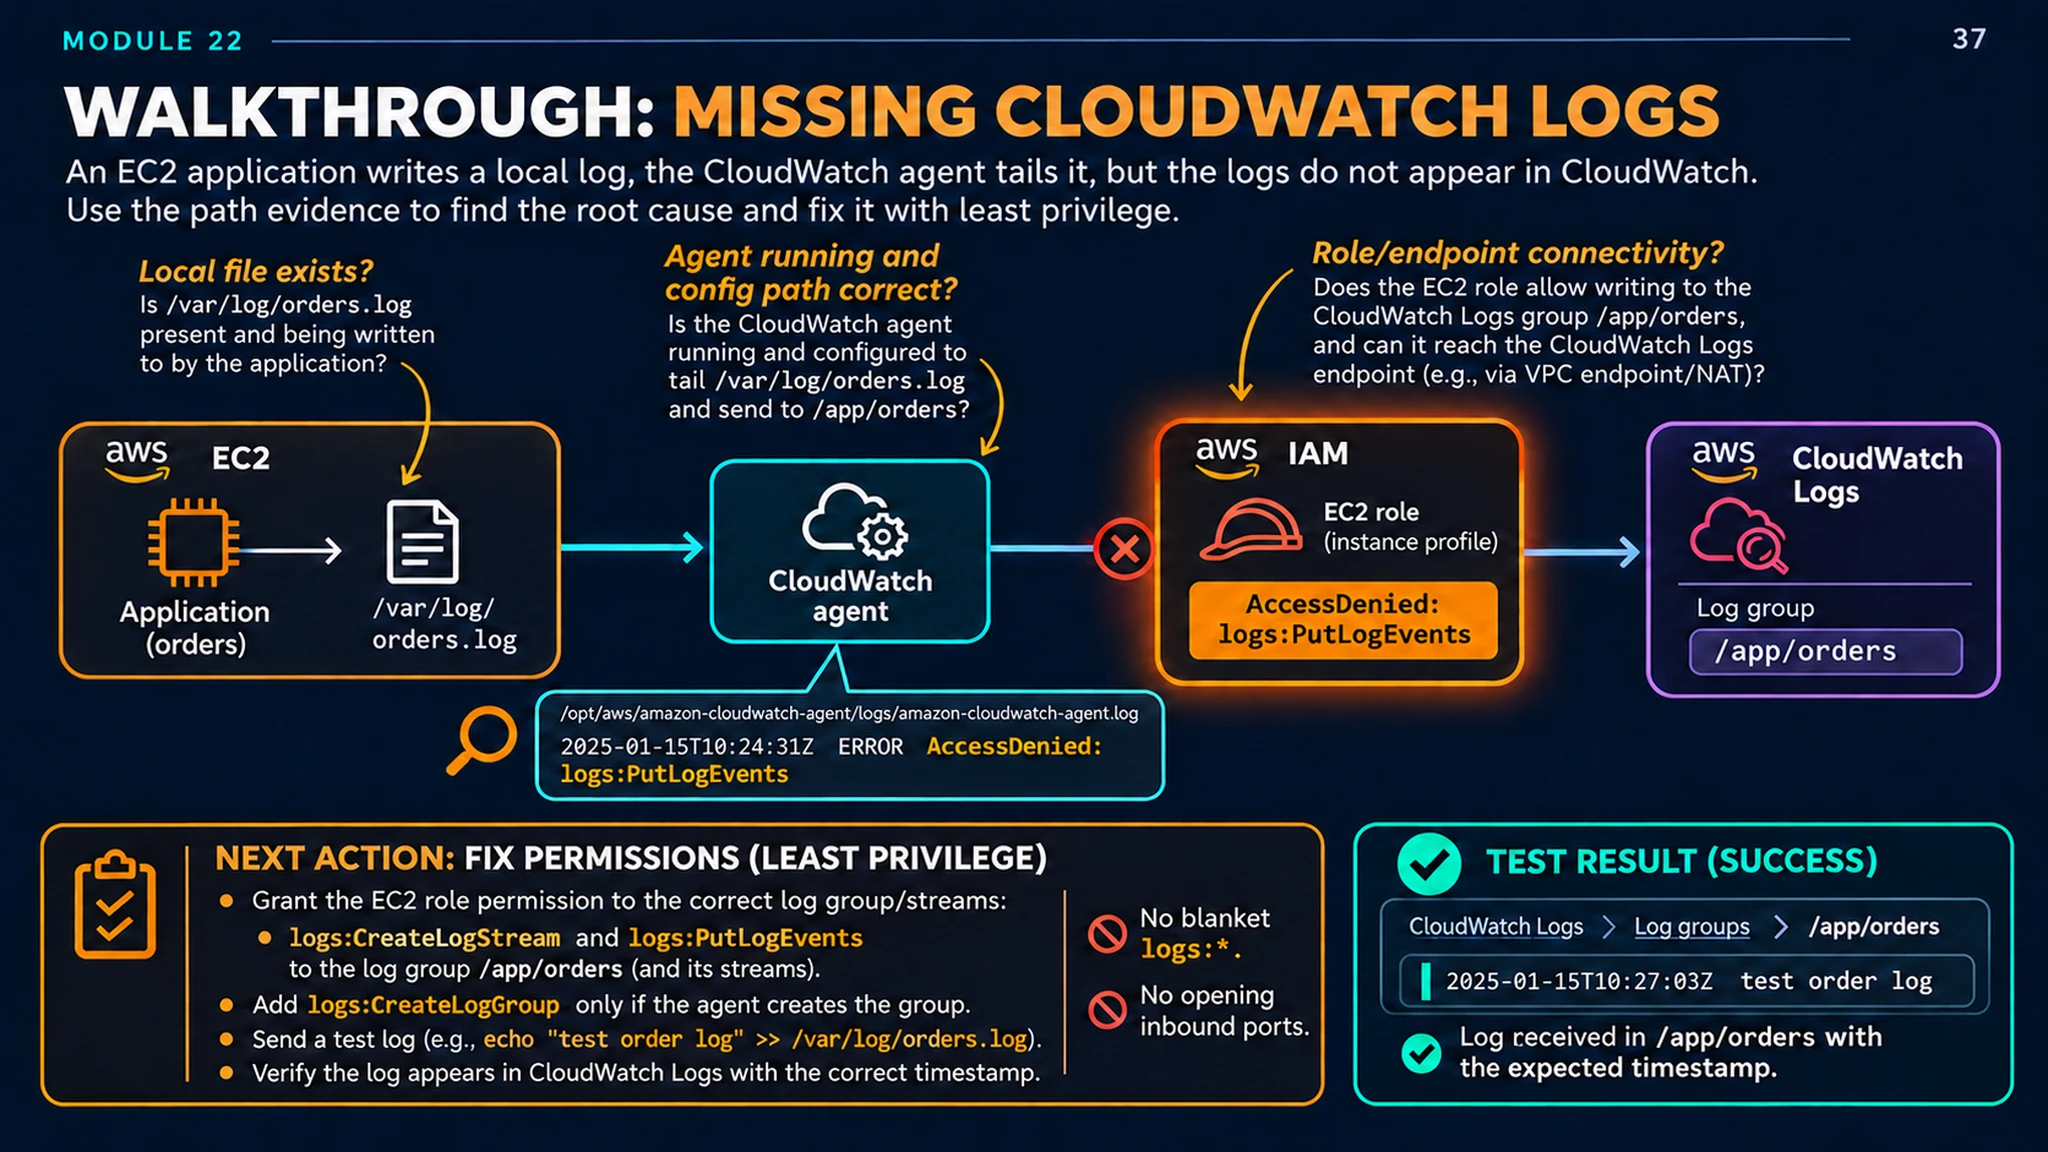 MODULE 22
37
WALKTHROUGH: MISSING CLOUDWATCH LOGS
An EC2 application writes a local log, the CloudWatch agent tails it, but the logs do not appear in CloudWatch.
Use the path evidence to find the root cause and fix it with least privilege.
Local file exists?
Is /var/log/orders.log
present and being written
to by the application?
Agent running and
config path correct?
Is the CloudWatch agent
running and configured to
tail /var/log/orders.log
and send to /app/orders?
Role/endpoint connectivity?
Does the EC2 role allow writing to the
CloudWatch Logs group /app/orders,
and can it reach the CloudWatch Logs
endpoint (e.g., via VPC endpoint/NAT)?
aws EC2
Application
(orders)
/var/log/
orders.log
CloudWatch
agent
aws IAM
EC2 role
(instance profile)
AccessDenied:
logs:PutLogEvents
aws CloudWatch
Logs
Log group
/app/orders
/opt/aws/amazon-cloudwatch-agent/logs/amazon-cloudwatch-agent.log
2025-01-15T10:24:31Z ERROR AccessDenied:
logs:PutLogEvents
NEXT ACTION: FIX PERMISSIONS (LEAST PRIVILEGE)
• Grant the EC2 role permission to the correct log group/streams:
• logs:CreateLogStream and logs:PutLogEvents
to the log group /app/orders (and its streams).
• Add logs:CreateLogGroup only if the agent creates the group.
• Send a test log (e.g., echo "test order log" >> /var/log/orders.log).
• Verify the log appears in CloudWatch Logs with the correct timestamp.
No blanket
logs:*.
No opening
inbound ports.
TEST RESULT (SUCCESS)
CloudWatch Logs > Log groups > /app/orders
2025-01-15T10:27:03Z test order log
Log received in /app/orders with
the expected timestamp.